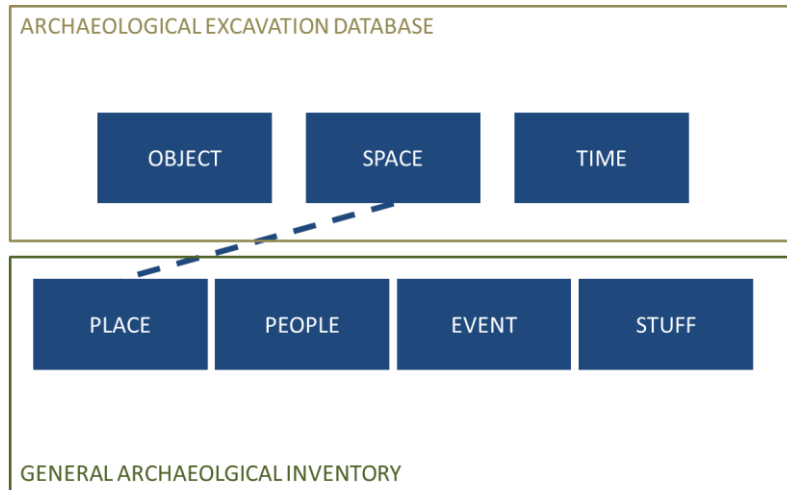 ARCHAEOLOGICAL EXCAVATION DATABASE
OBJECT
SPACE
TIME
PLACE
PEOPLE
EVENT
STUFF
GENERAL ARCHAEOLGICAL INVENTORY